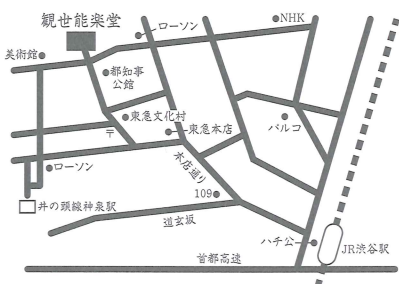 観世能楽堂
ローソン
NHK
美術館
都知事
公館
東急文化村
〒
東急本店
パルコ
ローソン
本店通り
109
井の頭線神泉駅
道玄坂
ハチ公
JR渋谷駅
首都高速